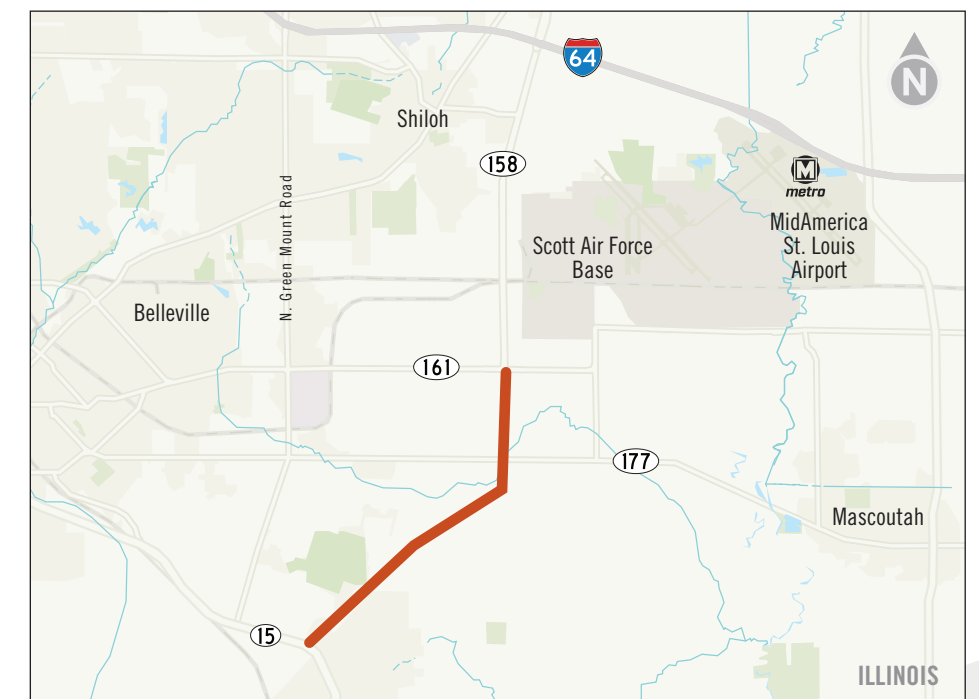 64
N
Shiloh
158
M
metro
N. Green Mount Road
MidAmerica
St. Louis
Airport
Scott Air Force
Base
Belleville
161
177
Mascoutah
15
ILLINOIS